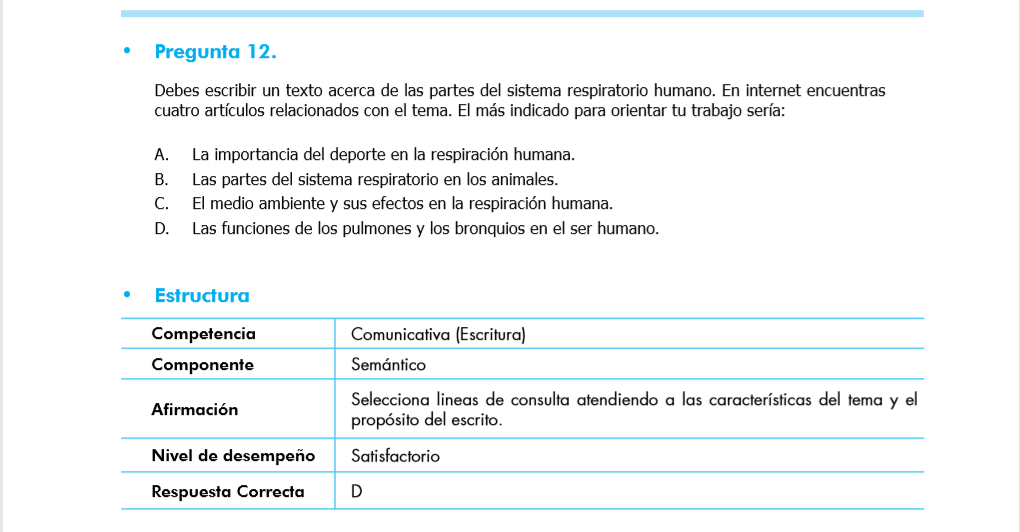 • Pregunta 12.
Debes escribir un texto acerca de las partes del sistema respiratorio humano. En internet encuentras
cuatro artículos relacionados con el tema. El más indicado para orientar tu trabajo sería:
A. La importancia del deporte en la respiración humana.
B. Las partes del sistema respiratorio en los animales.
C. El medio ambiente y sus efectos en la respiración humana.
D. Las funciones de los pulmones y los bronquios en el ser humano.
• Estructura
Competencia Comunicativa (Escritura)
Componente Semántico
Afirmación Selecciona lineas de consulta atendiendo a las características del tema y el
propósito del escrito.
Nivel de desempeño Satisfactorio
Respuesta Correcta D